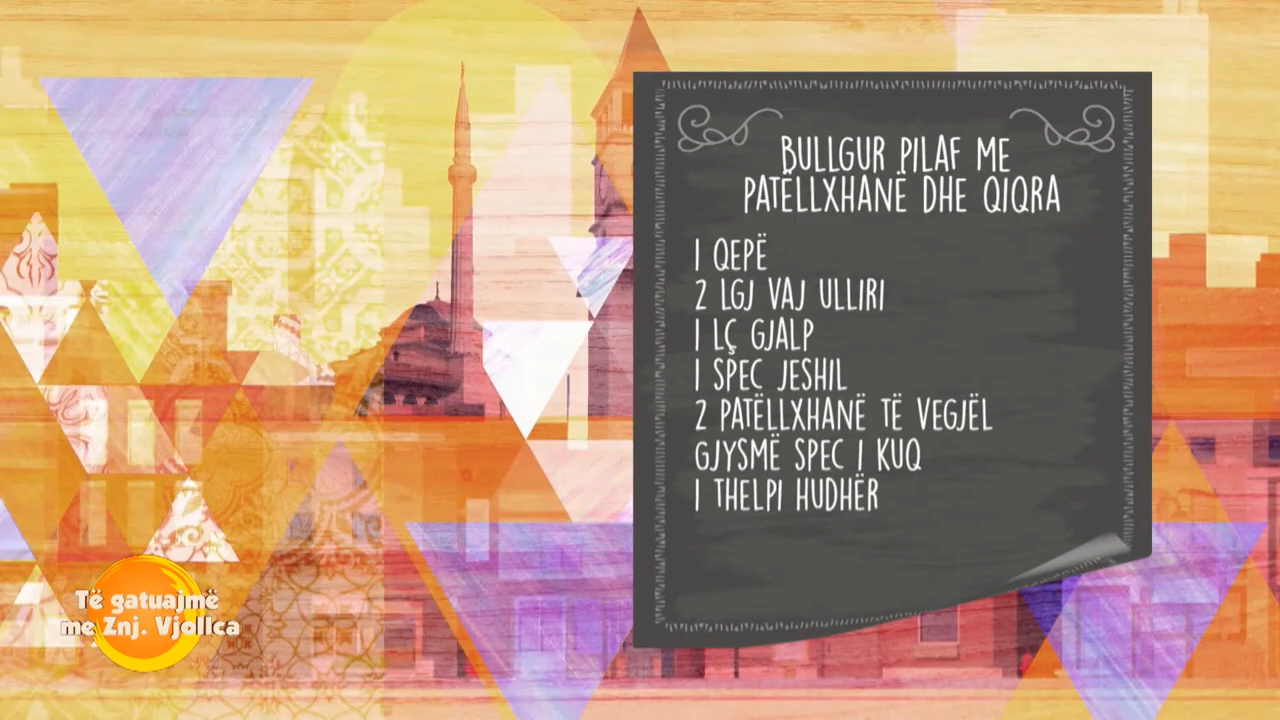 BULLGUR PILAF ME
PATËLLXHANË DHE QIQRA
1 QEPË
2 LGJ VAJ ULLIRI
1 LÇ GJALP
1 SPEC JESHIL
2 PATËLLXHANË TË VEGJËL
GJYSMË SPEC I KUQ
1 THELPI HUDHËR
Të gatuajmë
me Znj. Vjollca